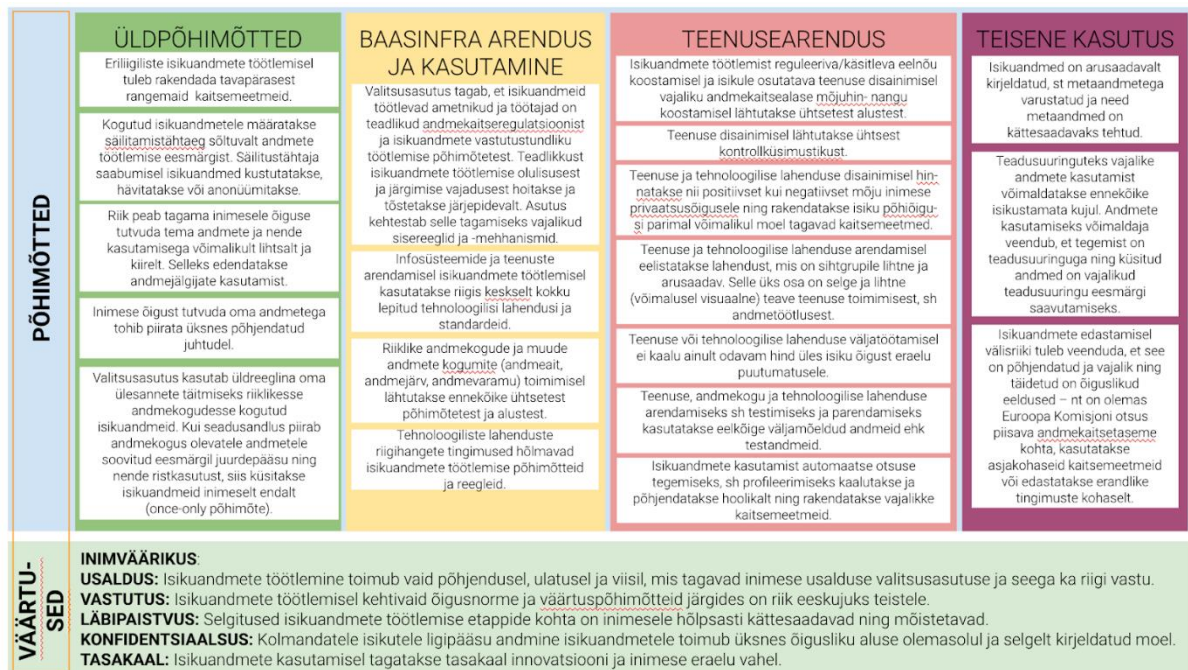 ÜLDPÕHIMÕTTED
Eriliigiliste isikuandmete töötlemisel
tuleb rakendada tavapärasest
rangemaid kaitsemeetmeid.
Kogutud isikuandmetele määratakse
säilitamistähtaeg sõltuvalt andmete
töötlemise eesmärgist. Säilitustähtaja
saabumisel isikuandmed kustutatakse,
hävitatakse või anonüümitakse.
Riik peab tagama inimesele õiguse
tutvuda tema andmete ja nende
kasutamisega võimalikult lihtsalt ja
kiirelt. Selleks edendatakse
andmejälgijate kasutamist.
Inimese õigust tutvuda oma andmetega
tohib piirata üksnes põhjendatud
juhtudel.
Valitsusasutus kasutab üldreeglina oma
ülesannete täitmiseks riiklikesse
andmekogudesse kogutud
isikuandmeid. Kui seadusandlus piirab
andmekogus olevatele andmetele
soovitud eesmärgil juurdepääsu ning
nende ristkasutust, siis küsitakse
isikuandmeid inimeselt endalt
(once-only põhimõte).
BAASINFRA ARENDUS
JA KASUTAMINE
Valitsusasutus tagab, et isikuandmeid
töötlevad ametnikud ja töötajad on
teadlikud andmekaitseregulatsioonist
ja isikuandmete vastutustundliku
töötlemise põhimõtetest. Teadlikkust
isikuandmete töötlemise olulisusest
ja järgimise vajadusest hoitakse ja
tõstetakse järjepidevalt. Asutus
kehtestab selle tagamiseks vajalikud
sisereeglid ja -mehhanismid.
Infosüsteemide ja teenuste
arendamisel isikuandmete töötlemisel
kasutatakse riigis keskselt kokku
lepitud tehnoloogilisi lahendusi ja
standardeid.
Riiklike andmekogude ja muude
andmete kogumite (andmeait,
andmejärv, andmevaramu) toimimisel
lähtutakse ennekõike ühtsetest
põhimõtetest ja alustest.
Tehnoloogiliste lahenduste
riigihangete tingimused hõlmavad
isikuandmete töötlemise põhimõtteid
ja reegleid.
TEENUSEARENDUS
Isikuandmete töötlemist reguleeriva/käsitleva eelnõu
koostamisel ja isikule osutatava teenuse disainimisel
vajaliku andmekaitsealase mõjuhin- nangu
koostamisel lähtutakse ühtsetest alustest.
Teenuse disainimisel lähtutakse ühtsest
kontrollküsimustikust.
Teenuse ja tehnoloogilise lahenduse disainimisel hin-
natakse nii positiivset kui negatiivset mõju inimese
privaatsusõigusele ning rakendatakse isiku põhiõigu-
si parimal võimalikul moel tagavad kaitsemeetmed.
Teenuse ja tehnoloogilise lahenduse arendamisel
eelistatakse lahendust, mis on sihtgrupile lihtne ja
arusaadav. Selle üks osa on selge ja lihtne
(võimalusel visuaalne) teave teenuse toimimisest, sh
andmetöötlusest.
Teenuse või tehnoloogilise lahenduse väljatöötamisel
ei kaalu ainult odavam hind üles isiku õigust eraelu
puutumatusele.
Teenuse, andmekogu ja tehnoloogilise lahenduse
arendamiseks sh testimiseks ja parendamiseks
kasutatakse eelkõige väljamõeldud andmeid ehk
testandmeid.
Isikuandmete kasutamist automaatse otsuse
tegemiseks, sh profileerimiseks kaalutakse ja
põhjendatakse hoolikalt ning rakendatakse vajalikke
kaitsemeetmeid.
TEISENE KASUTUS
Isikuandmed on arusaadavalt
kirjeldatud, st metaandmetega
varustatud ja need
metaandmed on
kättesaadavaks tehtud.
Teadusuuringuteks vajalike
andmete kasutamist
võimaldatakse ennekõike
isikustamata kujul. Andmete
kasutamiseks võimaldaja
veendub, et tegemist on
teadusuuringuga ning küsitud
andmed on vajalikud
teadusuuringu eesmärgi
saavutamiseks.
Isikuandmete edastamisel
välisriiki tuleb veenduda, et see
on põhjendatud ja vajalik ning
täidetud on õiguslikud
eeldused – nt on olemas
Euroopa Komisjoni otsus
piisava andmekaitsetaseme
kohta, kasutatakse
asjakohaseid kaitsemeetmeid
või edastatakse erandlike
tingimuste kohaselt.
PÕHIMÕTTED
VÄÄRTU-
SED
INIMVÄÄRIKUS:
USALDUS: Isikuandmete töötlemine toimub vaid põhjendusel, ulatusel ja viisil, mis tagavad inimese usalduse valitsusasutuse ja seega ka riigi vastu.
VASTUTUS: Isikuandmete töötlemisel kehtivaid õigusnorme ja väärtuspõhimõtteid järgides on riik eeskujuks teistele.
LÄBIPAISTVUS: Selgitused isikuandmete töötlemise etappide kohta on inimesele hõlpsasti kättesaadavad ning mõistetavad.
KONFIDENTSIAALSUS: Kolmandatele isikutele ligipääsu andmine isikuandmetele toimub üksnes õigusliku aluse olemasolul ja selgelt kirjeldatud moel.
TASAKAAL: Isikuandmete kasutamisel tagatakse tasakaal innovatsiooni ja inimese eraelu vahel.